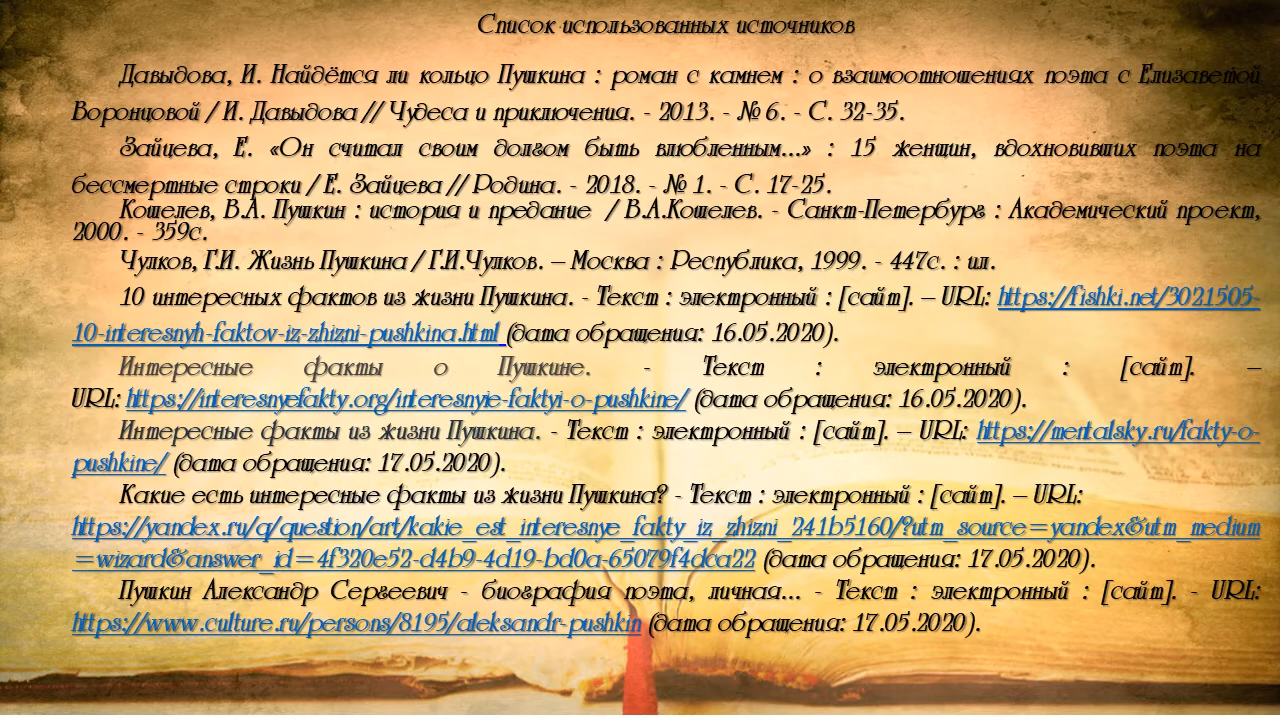 Список использованных источников
Давыдова, И. Найдётся ли кольцо Пушкина : роман с камнем : о взаимоотношениях поэта с Елизаветой
Воронцовой / И. Давыдова // Чудеса и приключения. - 2013. - № 6. - С. 32-35.
Зайцева, Е. «Он считал своим долгом быть влюбленным...» : 15 женщин, вдохновивших поэта на
бессмертные строки / Е. Зайцева // Родина. - 2018. - № 1. - С. 17-25.
Кошелев, В.А. Пушкин : история и предание / В.А.Кошелев. - Санкт-Петербург : Академический проект,
2000. - 359с.
Чулков, Г.И. Жизнь Пушкина / Г.И.Чулков. – Москва : Республика, 1999. - 447с. : ил.
10 интересных фактов из жизни Пушкина. - Текст : электронный : [сайт]. – URL: https://fishki.net/3021505-
10-interesnyh-faktov-iz-zhizni-pushkina.html (дата обращения: 16.05.2020).
Интересные факты о Пушкине. - Текст : электронный : [сайт]. –
URL: https://interesnyefakty.org/interesnyie-faktyi-o-pushkine/ (дата обращения: 16.05.2020).
Интересные факты из жизни Пушкина. - Текст : электронный : [сайт]. – URL: https://mentalsky.ru/fakty-o-
pushkine/ (дата обращения: 17.05.2020).
Какие есть интересные факты из жизни Пушкина? - Текст : электронный : [сайт]. – URL:
https://yandex.ru/q/question/art/kakie_est_interesnye_fakty_iz_zhizni_241b5160/?utm_source=yandex&utm_medium
=wizard&answer_id=4f320e52-d4b9-4d19-bd0a-65079f4dca22 (дата обращения: 17.05.2020).
Пушкин Александр Сергеевич - биография поэта, личная... - Текст : электронный : [сайт]. - URL:
https://www.culture.ru/persons/8195/aleksandr-pushkin (дата обращения: 17.05.2020).